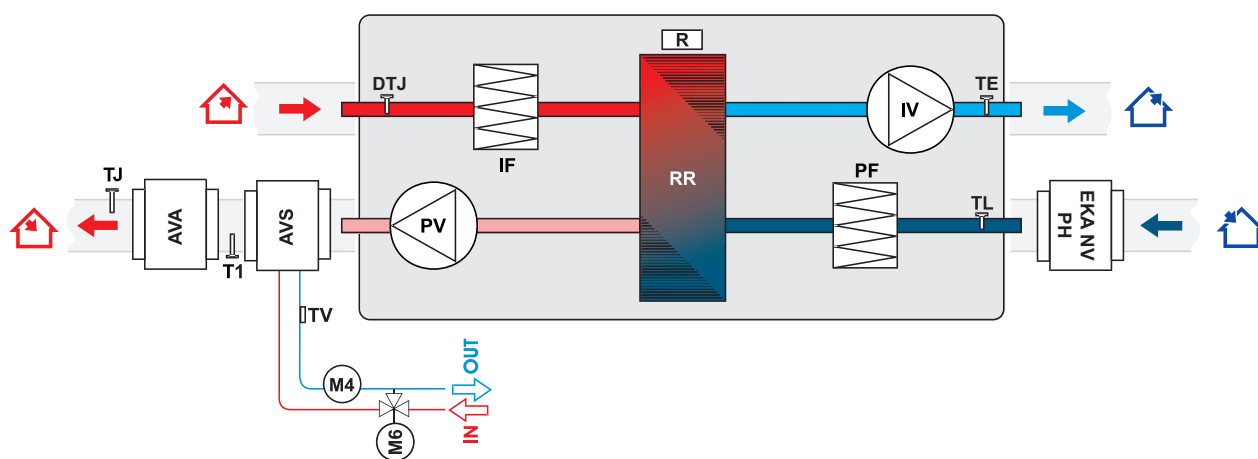 R
DTJ
TE
IV
IF
RR
PF
TJ
AVA
AVS
PV
TL
EKA NV
PH
T1
TV
OUT
M4
IN
M6